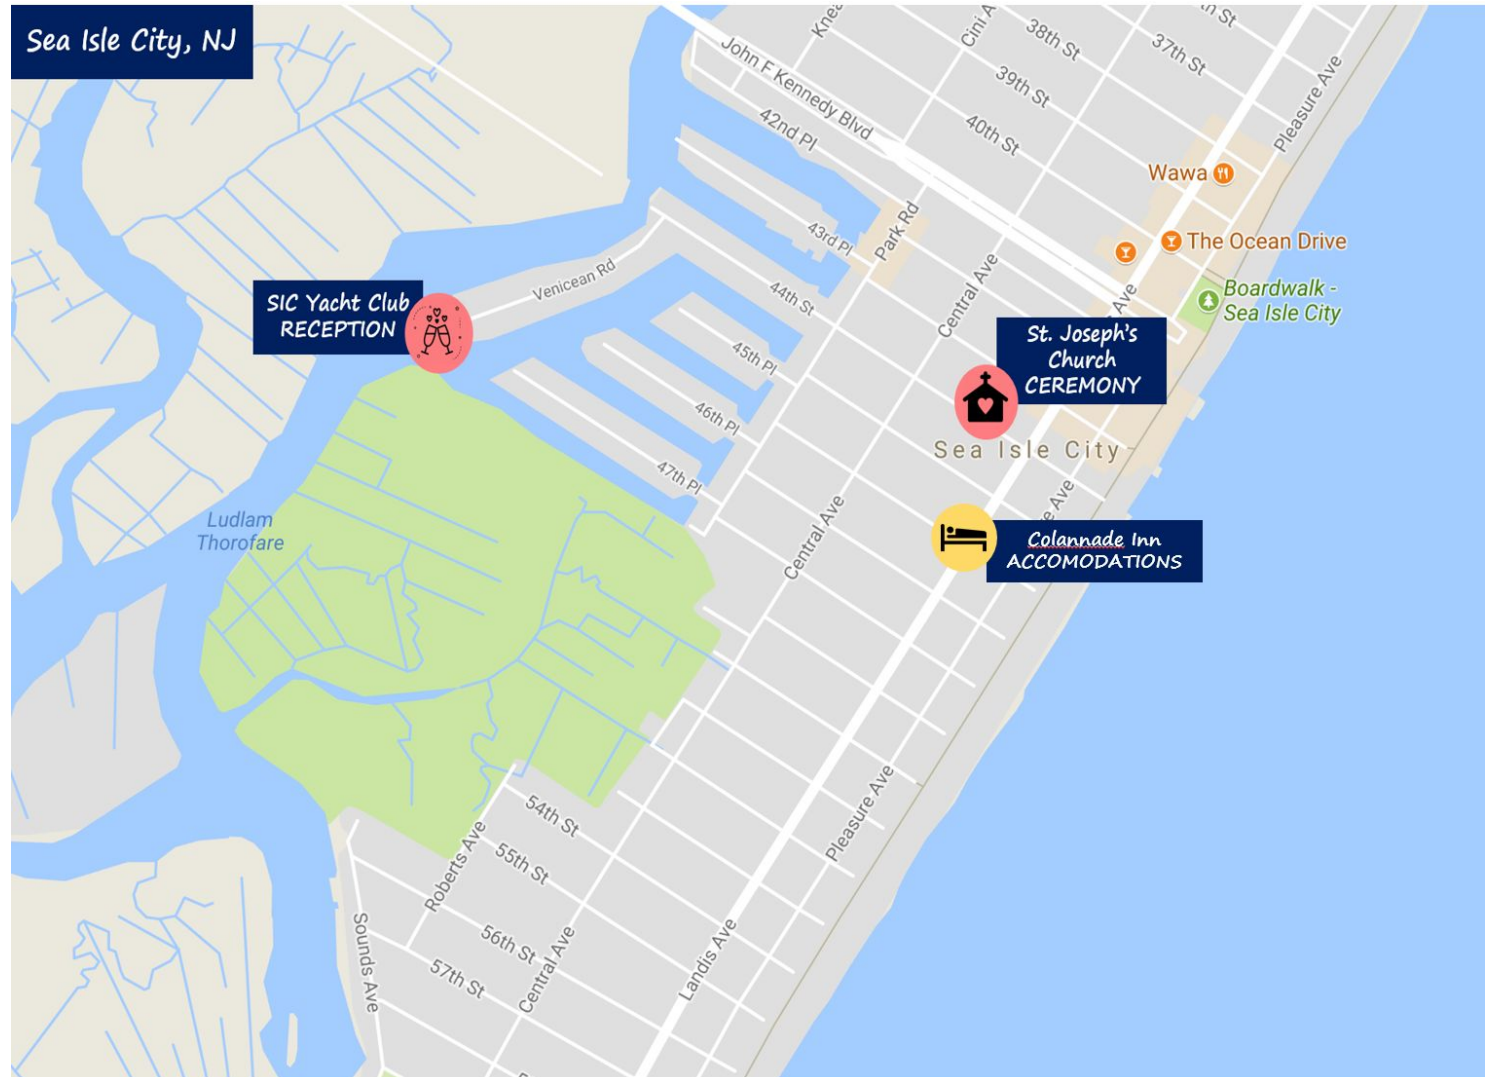 Sea Isle City, NJ
38th St
37th St
39th St
40th St
Pleasure Ave
John F Kennedy Blvd
42nd Pl
Wawa
43rd Pl
Park Rd
The Ocean Drive
Central Ave
Venicean Rd
44th St
Boardwalk -
Sea Isle City
SIC Yacht Club
RECEPTION
Ave
St. Joseph's
Church
CEREMONY
45th Pl
46th Pl
Sea Isle City
47th Pl
Ludlam
Thorofare
Central Ave
Ave
Colannade Inn
ACCOMODATIONS
54th St
Pleasure Ave
55th St
Roberts Ave
56th St
Central Ave
Landis Ave
57th St
Sounds Ave